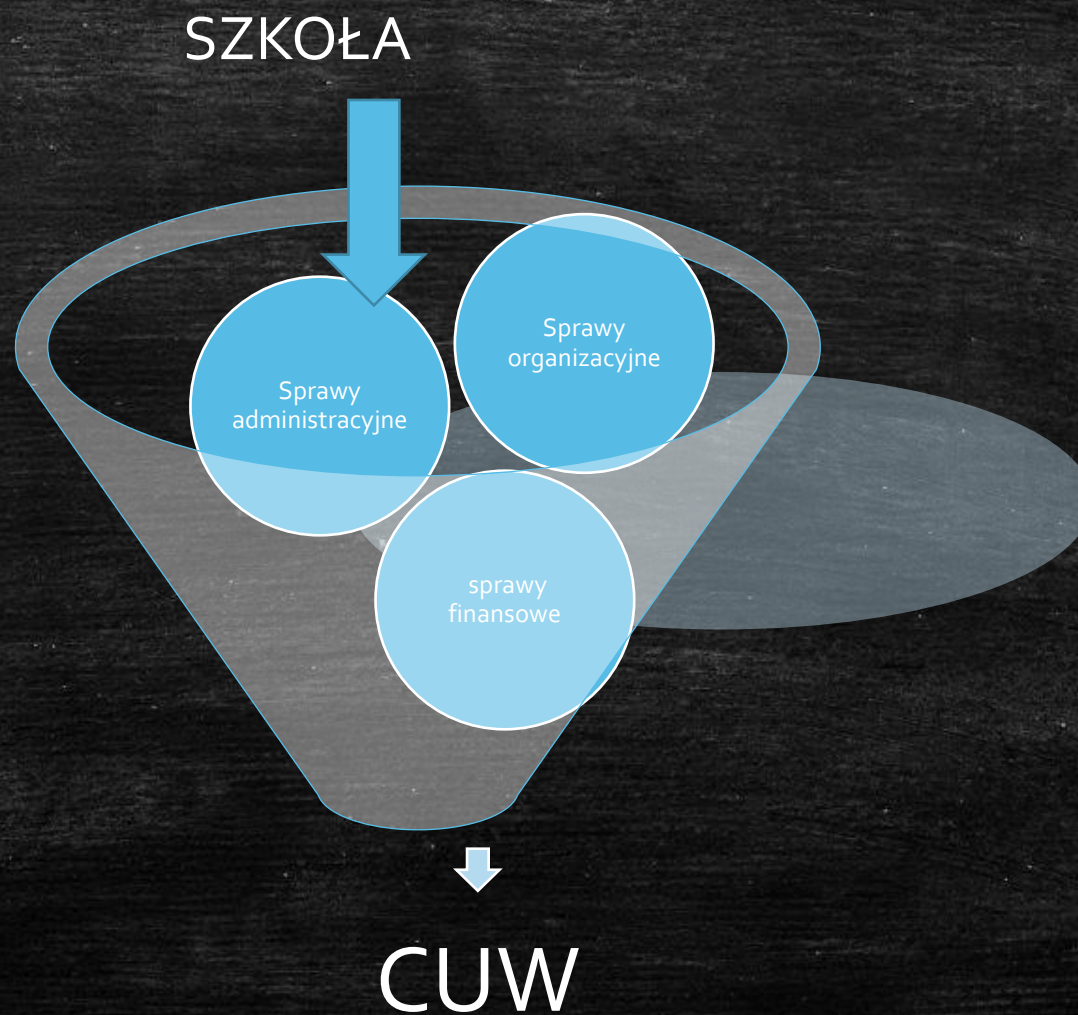 SZKOŁA
Sprawy
organizacyjne
Sprawy
administracyjne
sprawy
finansowe
CUW